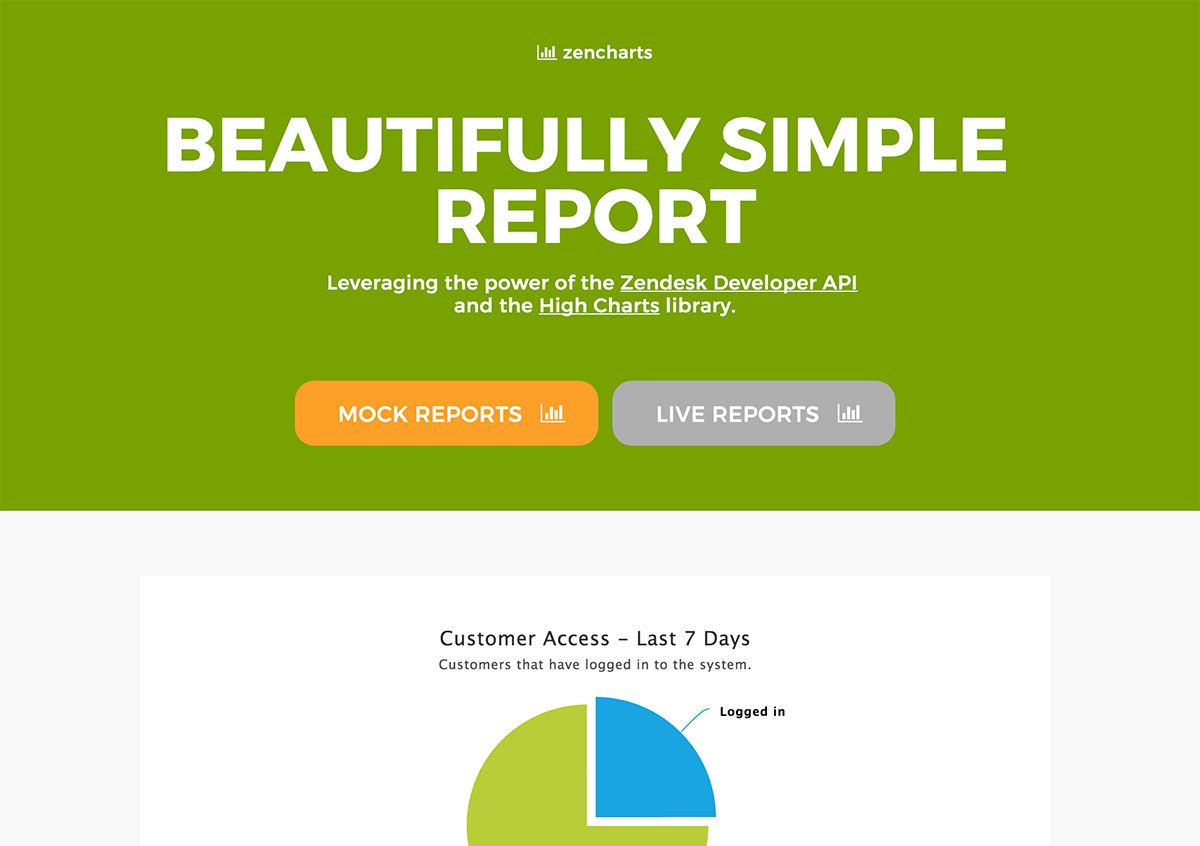 zencharts
BEAUTIFULLY SIMPLE
REPORT
Leveraging the power of the Zendesk Developer API
and the High Charts library.
MOCK REPORTS
LIVE REPORTS
Customer Access - Last 7 Days
Customers that have logged in to the system.
Logged in